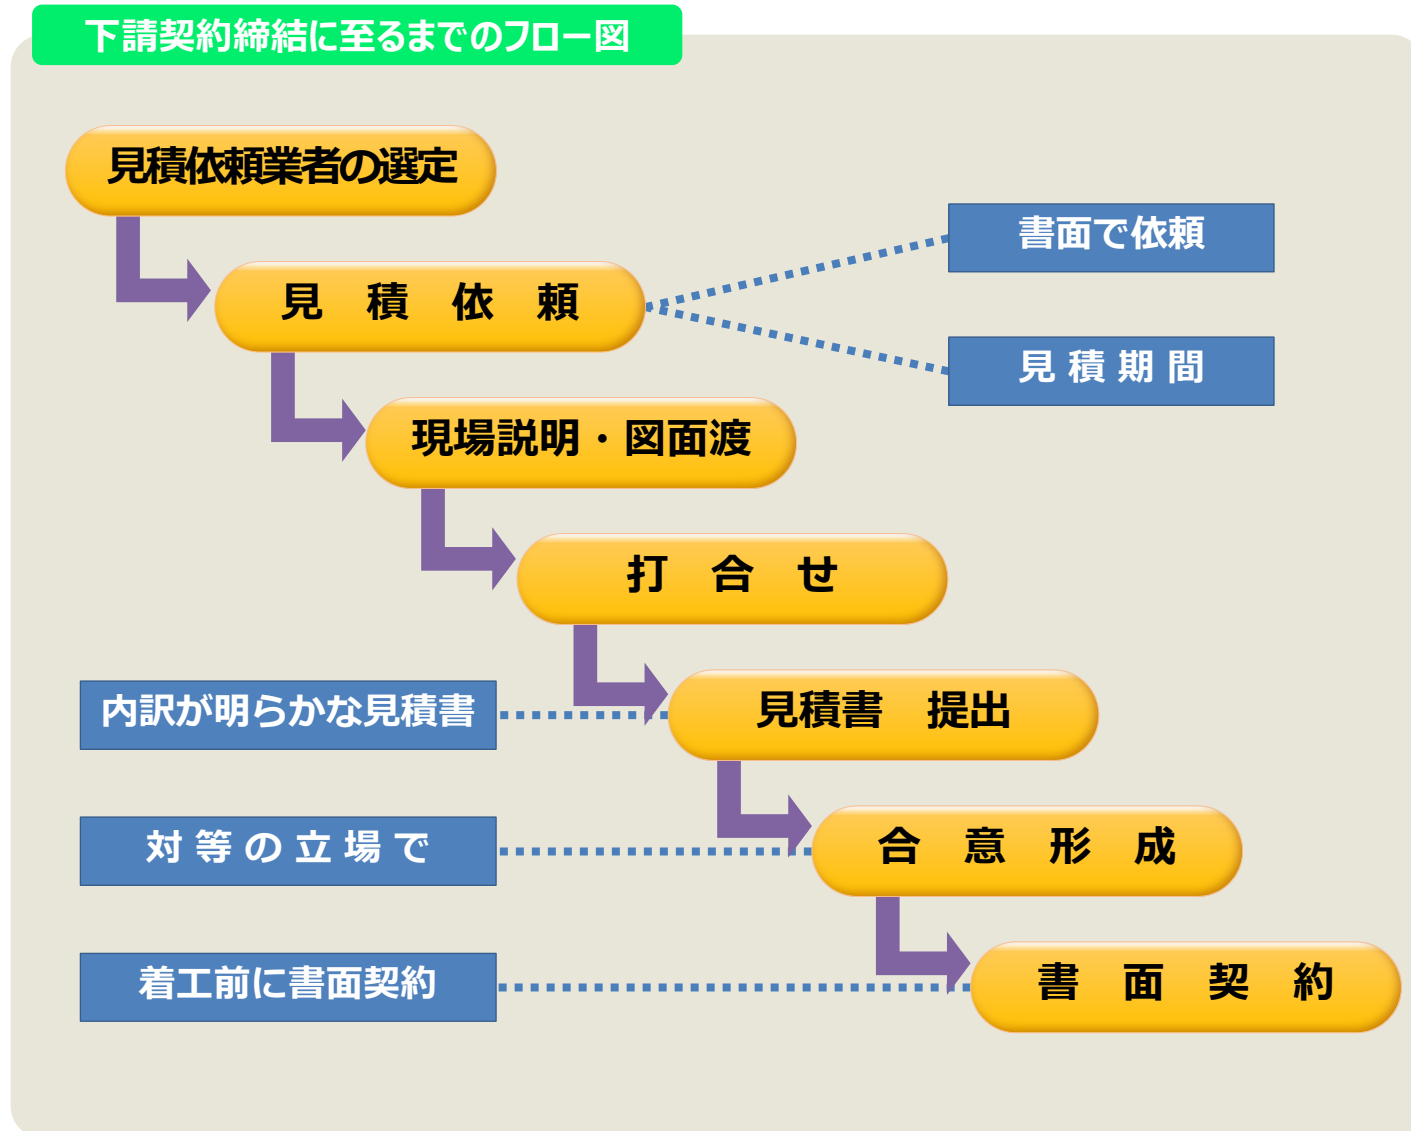 下請契約締結に至るまでのフロー図
見積依頼業者の選定
書面で依頼
見　積　依　頼
見 積 期 間
現場説明・図面渡
打　合　せ
内訳が明らかな見積書
見積書　提出
対 等 の 立 場 で
合　意　形　成
着工前に書面契約
書　面　契　約